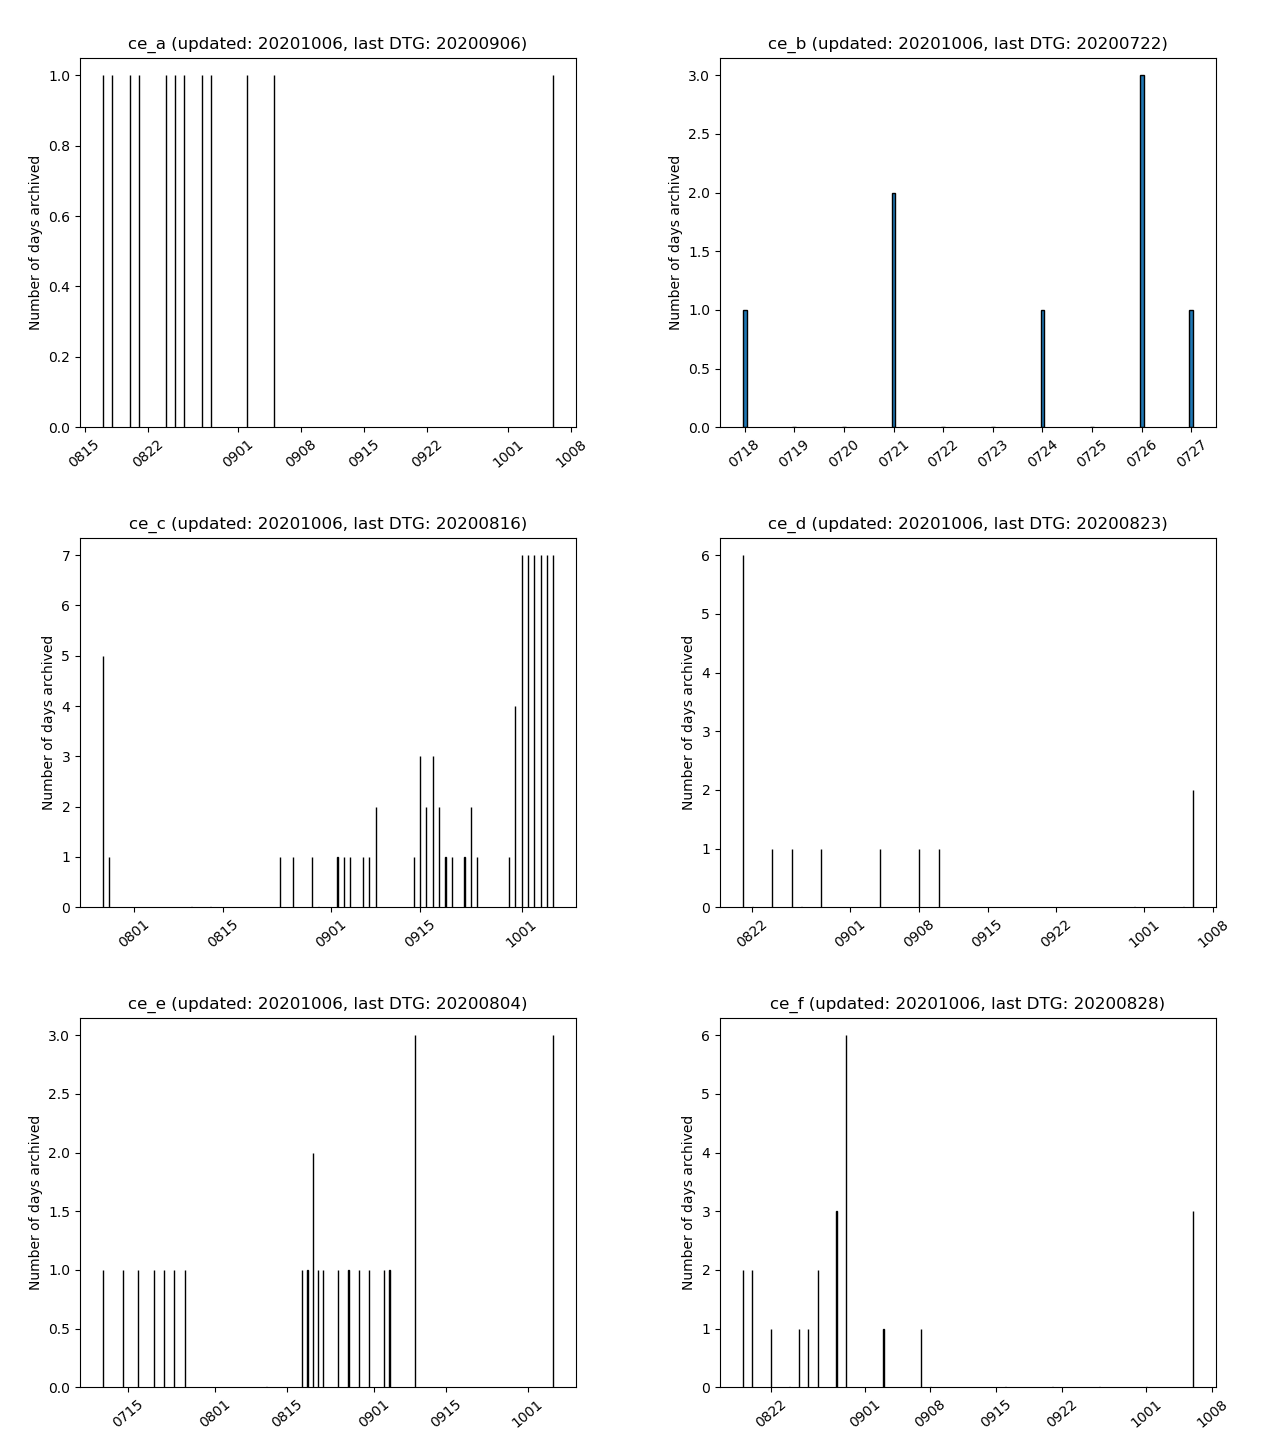 ce_a (updated: 20201006, last DTG: 20200906)
Number of days archived
1.0
0.8
0.6
0.4
0.2
0.0
0815 0822 0901 0908 0915 0922 1001 1008
ce_b (updated: 20201006, last DTG: 20200722)
Number of days archived
3.0
2.5
2.0
1.5
1.0
0.5
0.0
0718 0719 0720 0721 0722 0723 0724 0725 0726 0727
ce_c (updated: 20201006, last DTG: 20200816)
Number of days archived
7
6
5
4
3
2
1
0
0801 0815 0901 0915 1001
ce_d (updated: 20201006, last DTG: 20200823)
Number of days archived
6
5
4
3
2
1
0
0822 0901 0908 0915 0922 1001 1008
ce_e (updated: 20201006, last DTG: 20200804)
Number of days archived
3.0
2.5
2.0
1.5
1.0
0.5
0.0
0715 0801 0815 0901 0915 1001
ce_f (updated: 20201006, last DTG: 20200828)
Number of days archived
6
5
4
3
2
1
0
0822 0901 0908 0915 0922 1001 1008